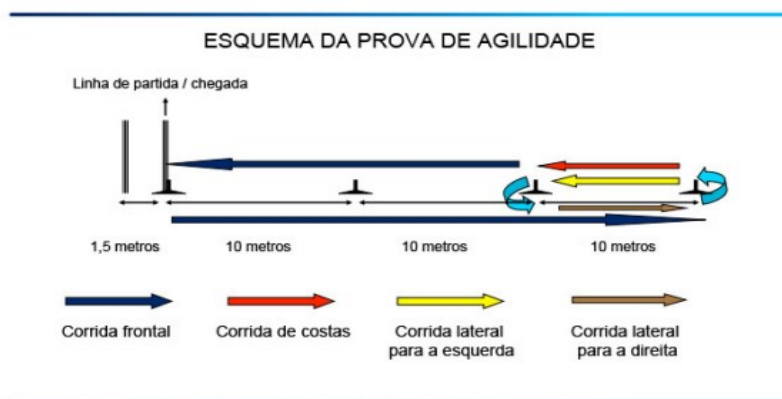 ESQUEMA DA PROVA DE AGILIDADE
Linha de partida / chegada
1,5 metros
10 metros
10 metros
10 metros
Corrida frontal
Corrida de costas
Corrida lateral
para a esquerda
Corrida lateral
para a direita